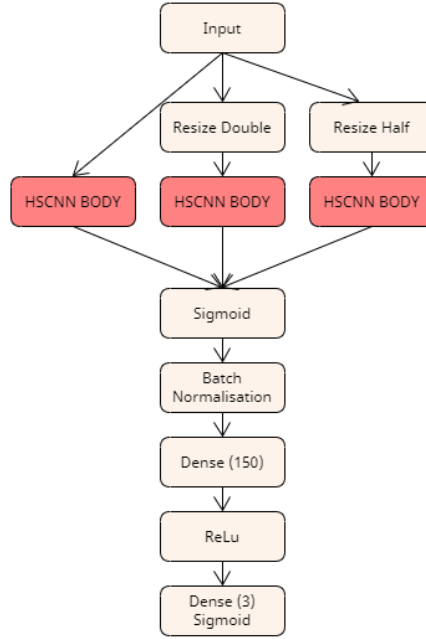 Input
Resize Double
Resize Half
HSCNN BODY
HSCNN BODY
HSCNN BODY
Sigmoid
Batch
Normalisation
Dense (150)
ReLu
Dense (3)
Sigmoid